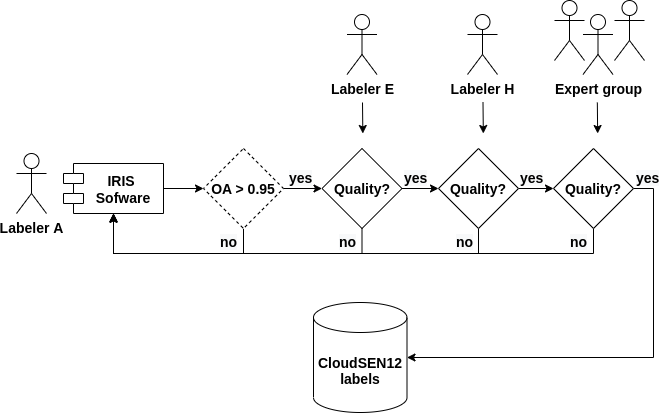 Labeler E
Labeler H
Expert group
Labeler A
IRIS
Sofware
OA > 0.95
yes
Quality?
yes
Quality?
yes
Quality?
yes
no
no
no
no
CloudSEN12
labels